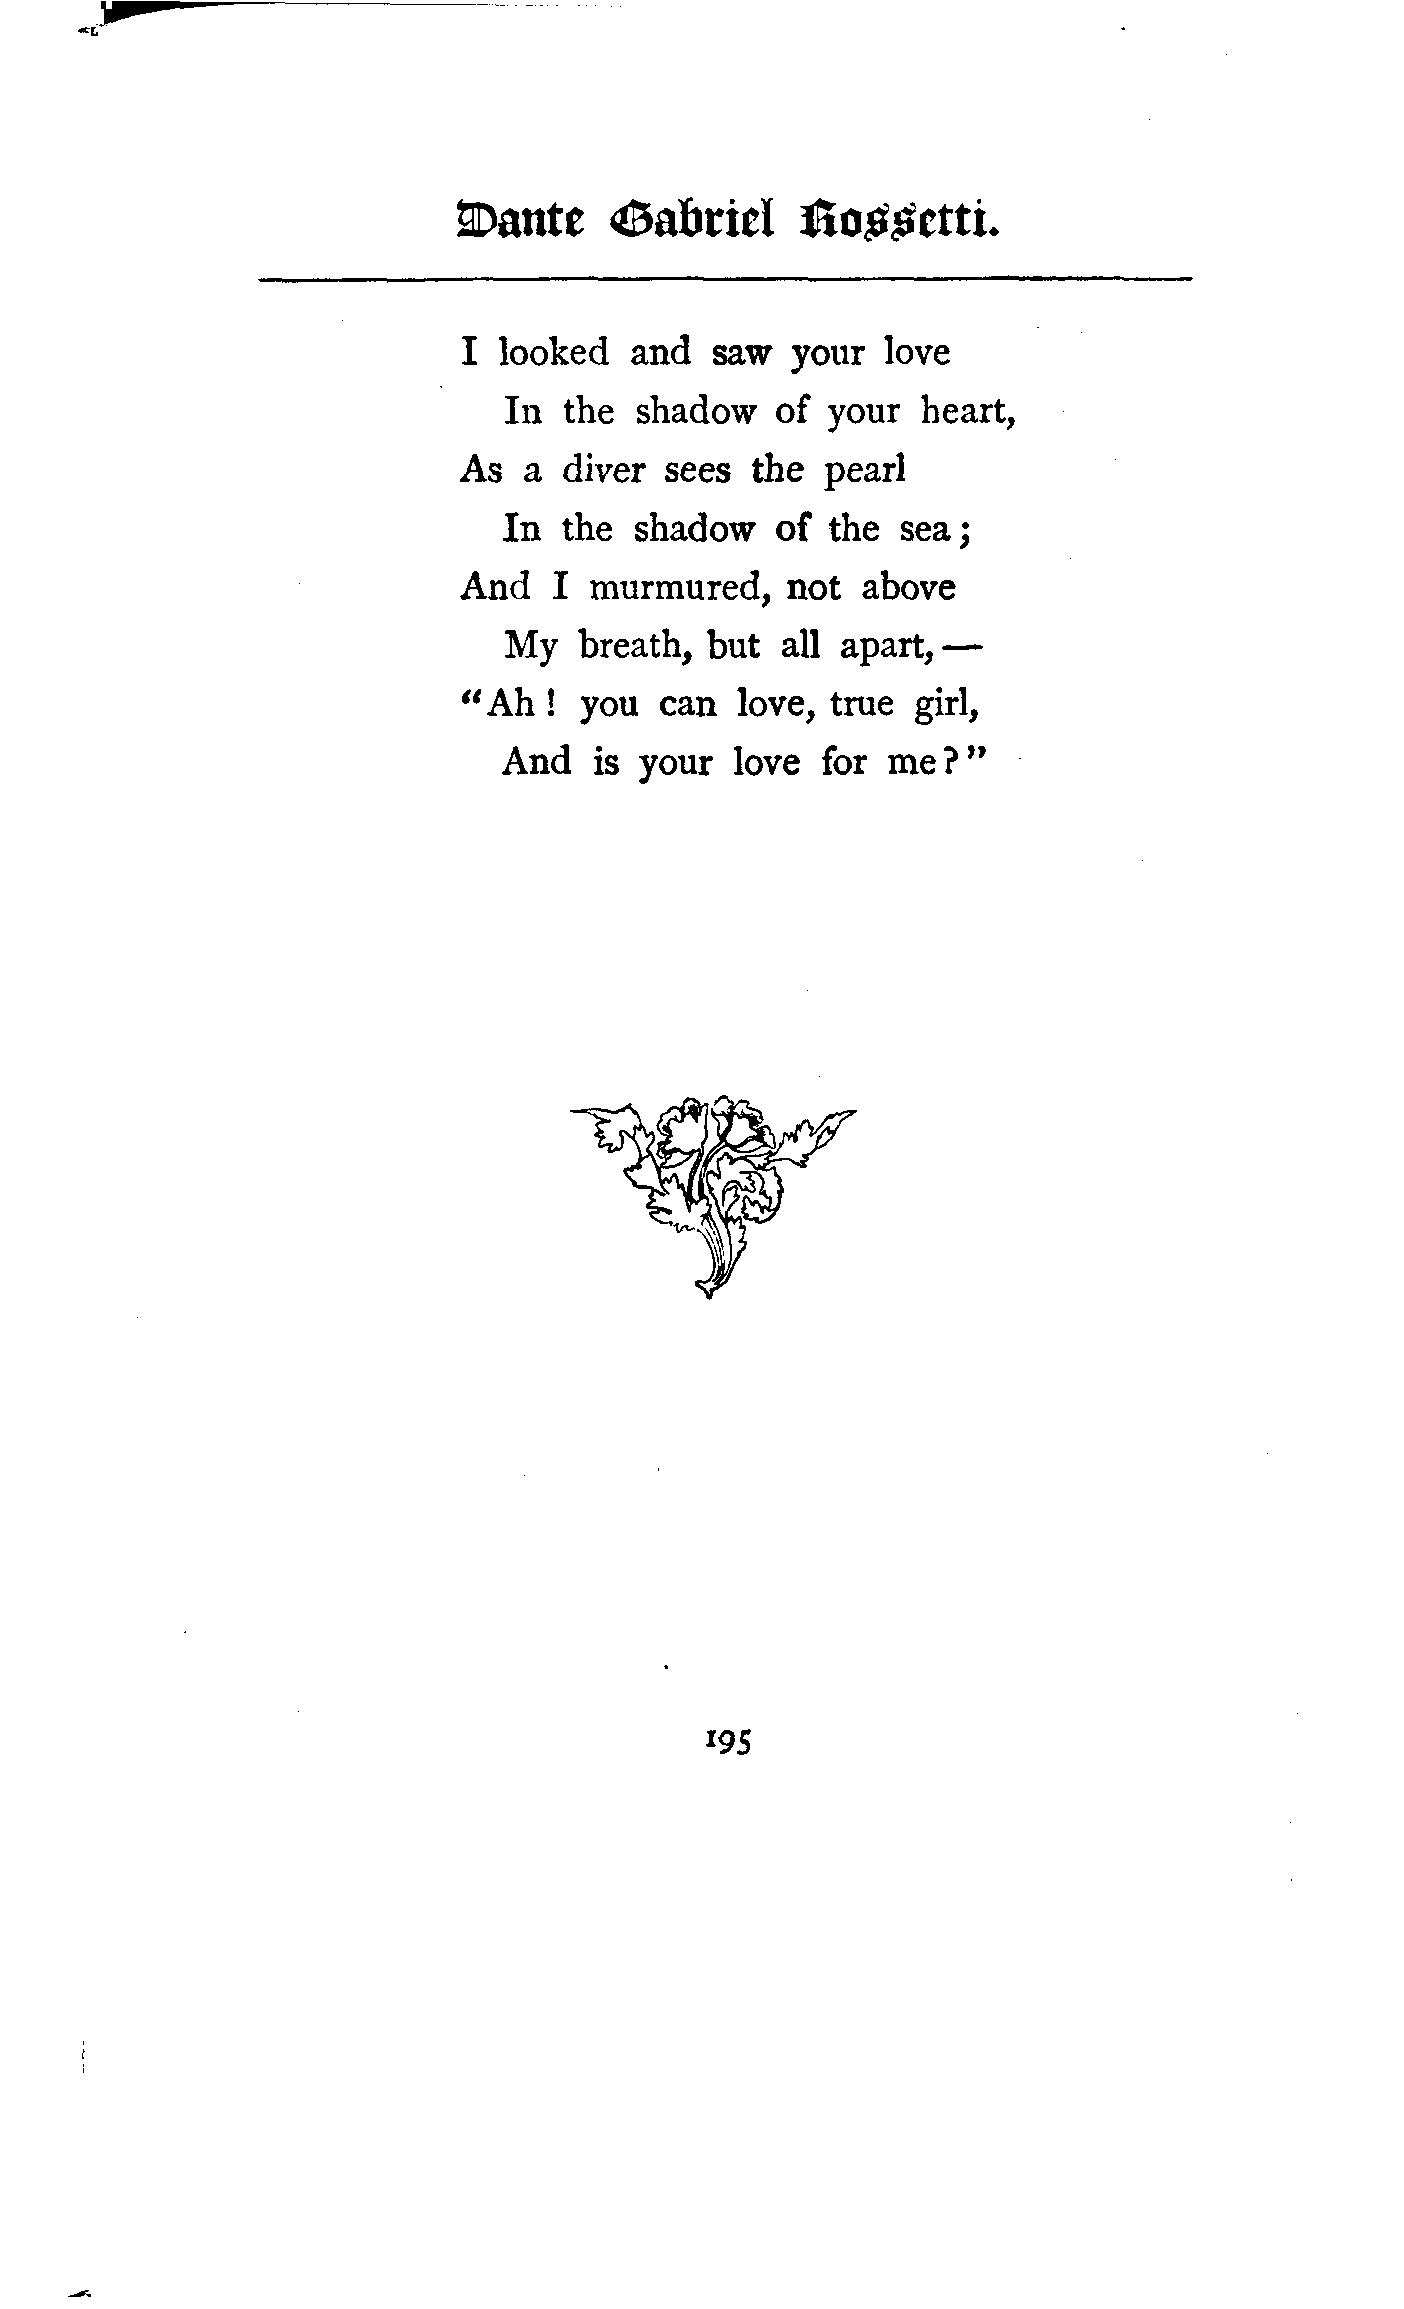 Dante Gabriel Rossetti.
I looked and saw your love
In the shadow of your heart,
As a diver sees the pearl
In the shadow of the sea;
And I murmured, not above
My breath, but all apart,—
"Ah! you can love, true girl,
And is your love for me?"
195